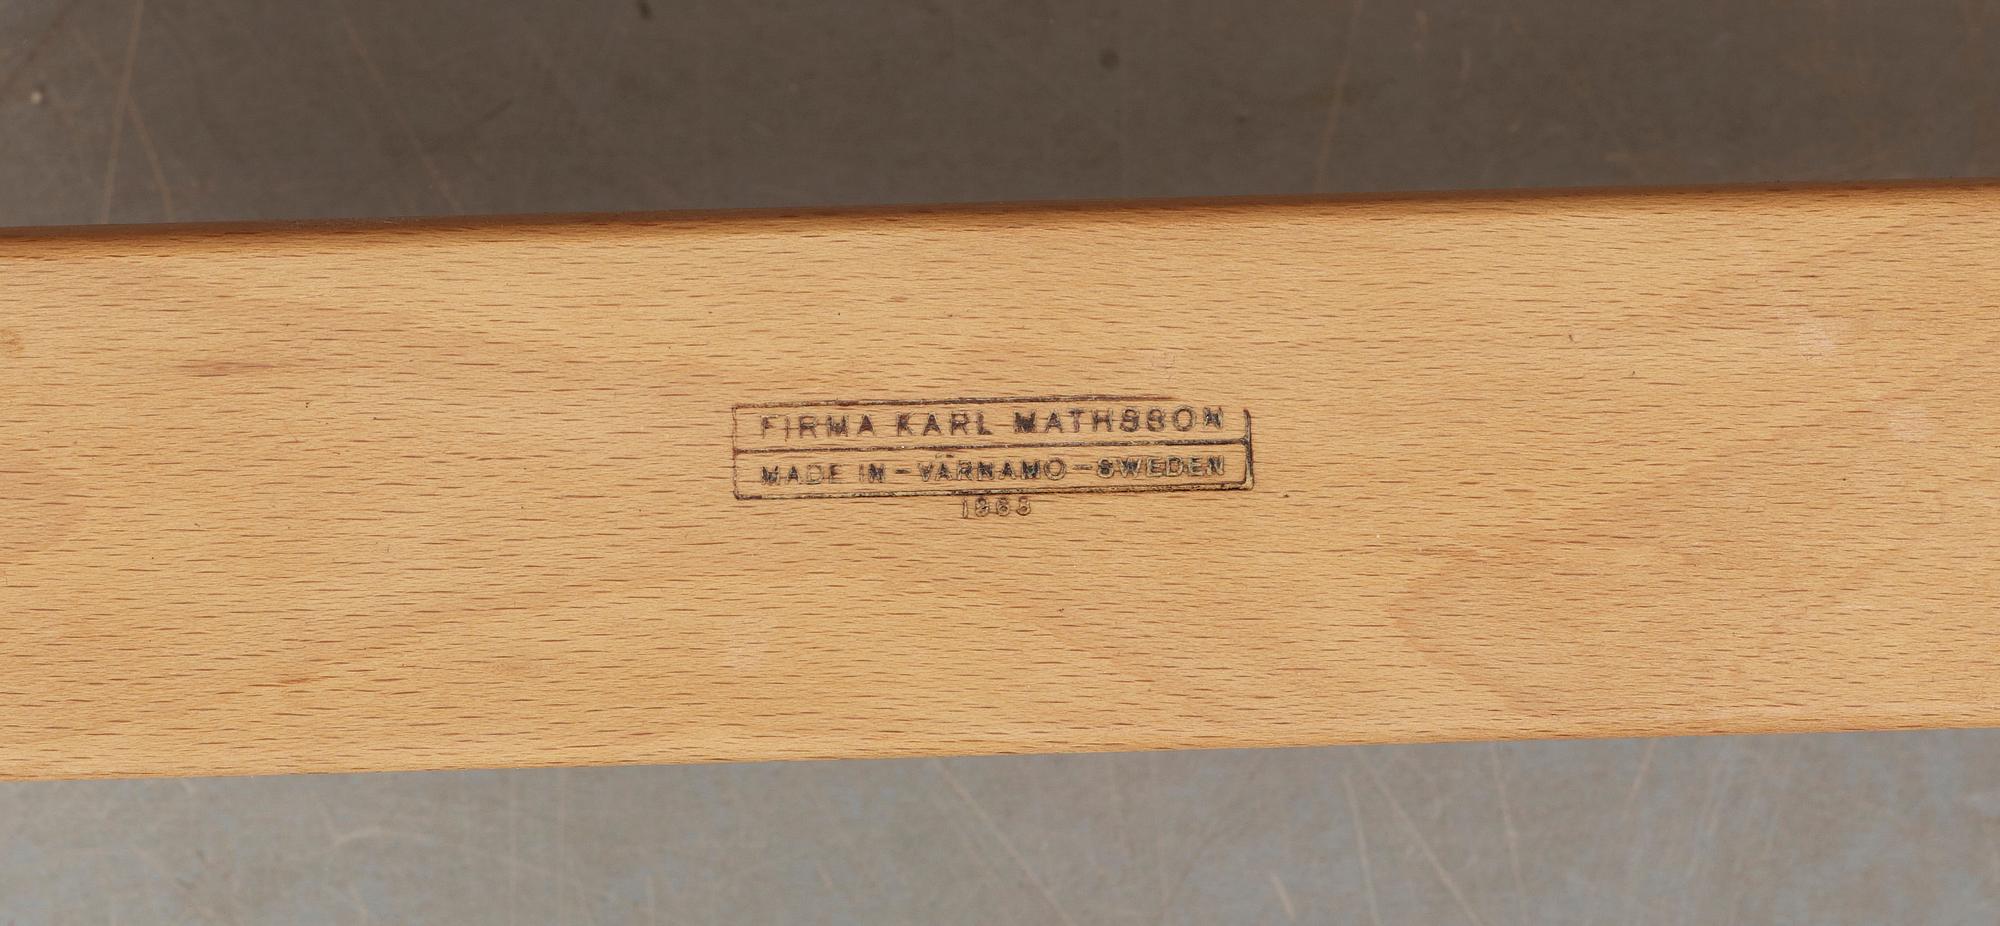 FIRMA KARL MATHSSON
MADE IN - VÄRNAMO - SWEDEN